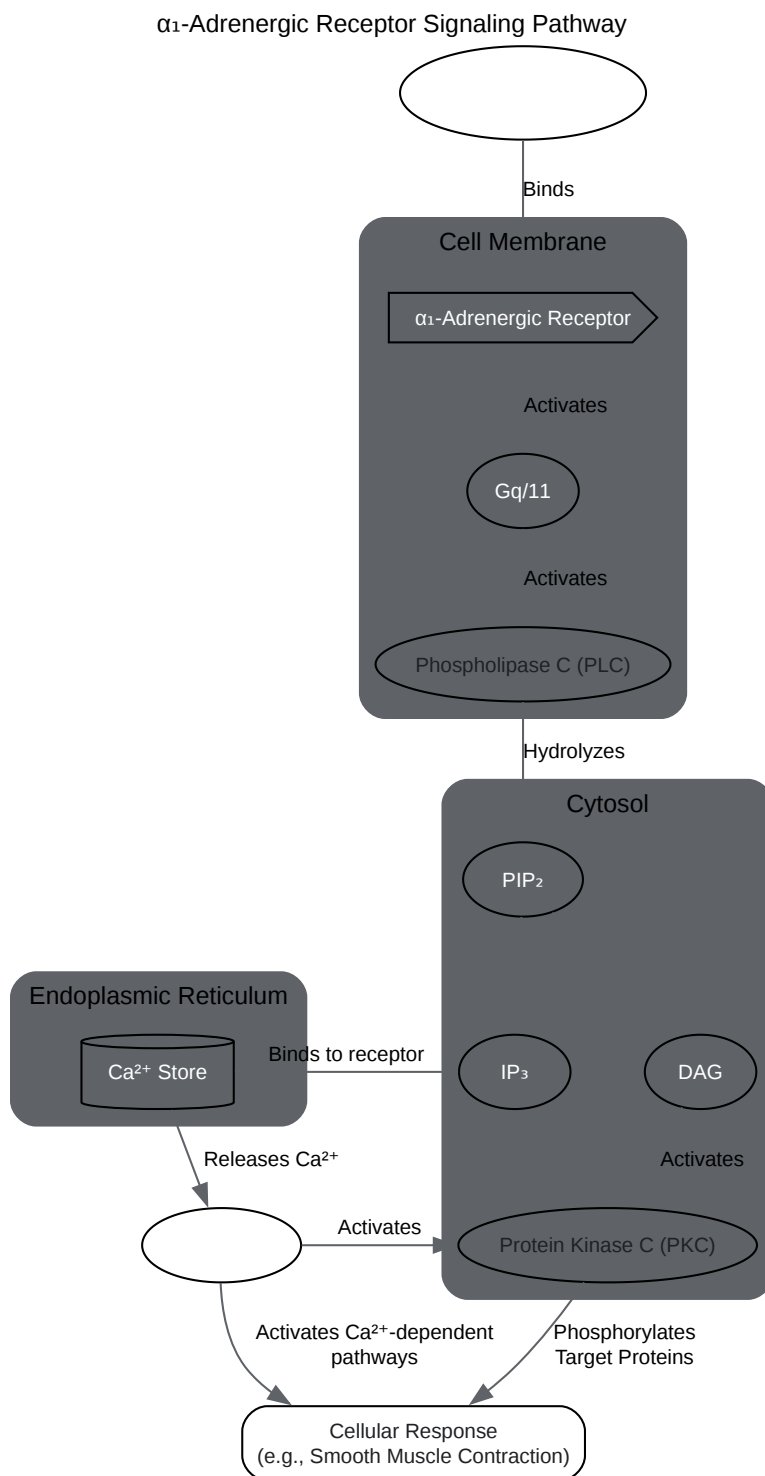 α₁-Adrenergic Receptor Signaling Pathway
Binds
Cell Membrane
α₁-Adrenergic Receptor
Activates
Gq/11
Activates
Phospholipase C (PLC)
Hydrolyzes
Cytosol
PIP₂
Endoplasmic Reticulum
Ca²⁺ Store
Binds to receptor
IP₃
DAG
Releases Ca²⁺
Activates
Activates
Protein Kinase C (PKC)
Activates Ca²⁺-dependent
pathways
Phosphorylates
Target Proteins
Cellular Response
(e.g., Smooth Muscle Contraction)